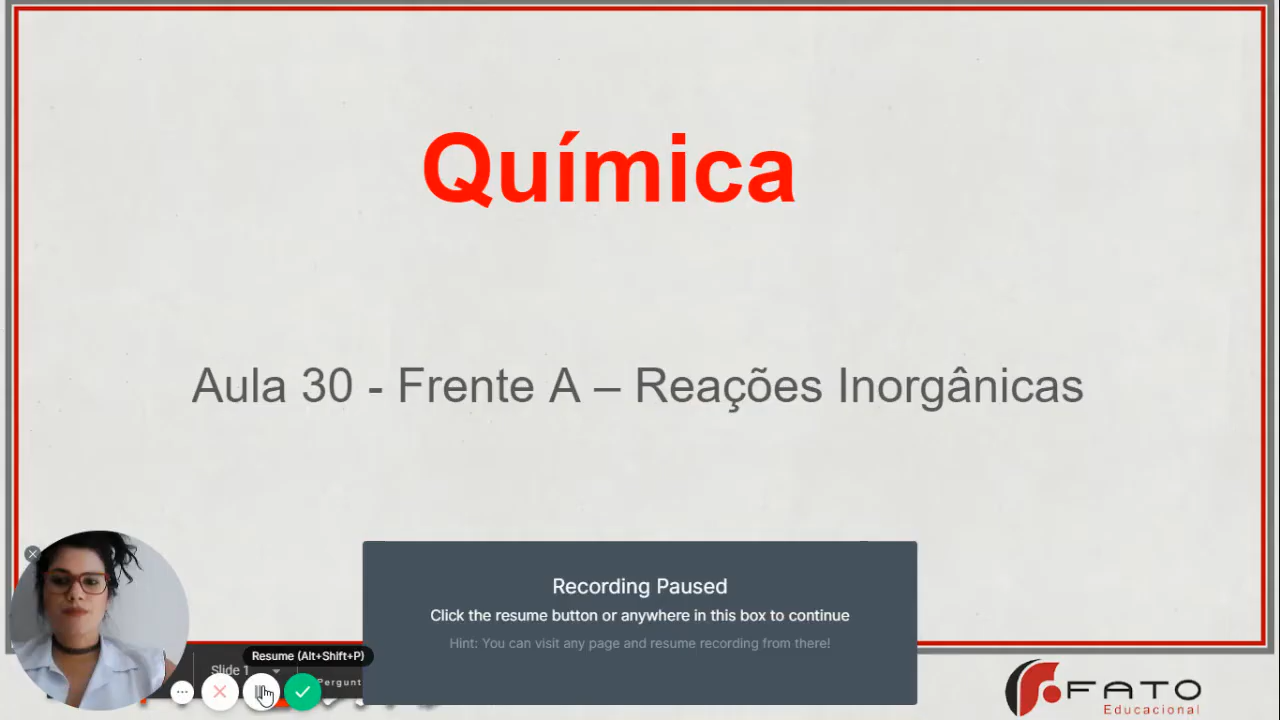 Química
Aula 30 - Frente A – Reações Inorgânicas
Recording Paused
Click the resume button or anywhere in this box to continue
Hint: You can visit any page and resume recording from there!
Resume (Alt+Shift+P)
Slide 1
Pergunt
FATO
Educacional